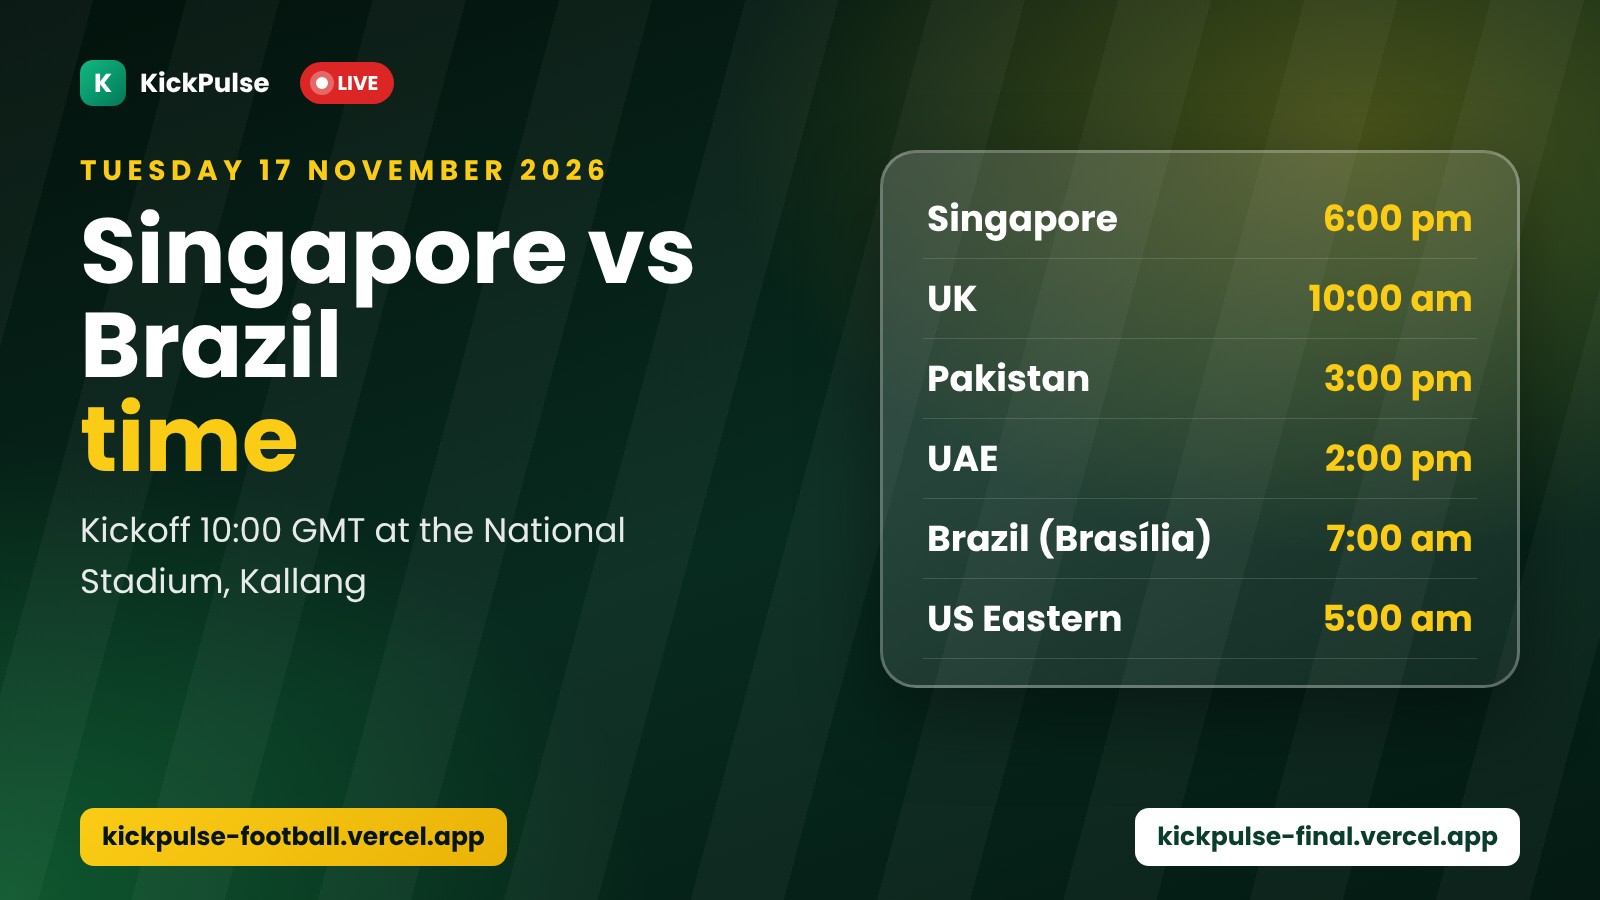 K KickPulse LIVE
TUESDAY 17 NOVEMBER 2026
Singapore vs
Brazil
time
Kickoff 10:00 GMT at the National
Stadium, Kallang
Singapore 6:00 pm
UK 10:00 am
Pakistan 3:00 pm
UAE 2:00 pm
Brazil (Brasília) 7:00 am
US Eastern 5:00 am
kickpulse-football.vercel.app
kickpulse-final.vercel.app